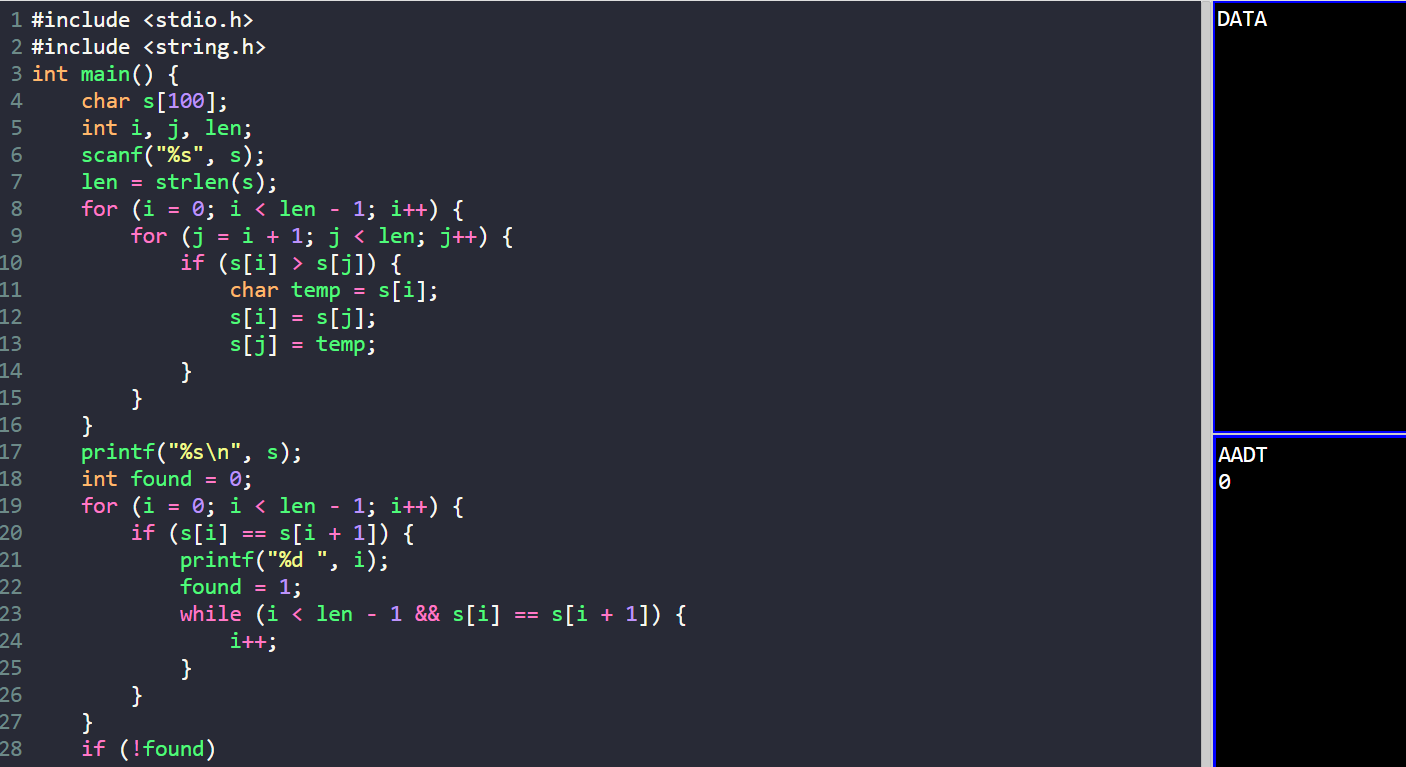 1 #include <stdio.h>
2 #include <string.h>
3 int main() {
4     char s[100];
5     int i, j, len;
6     scanf("%s", s);
7     len = strlen(s);
8     for (i = 0; i < len - 1; i++) {
9         for (j = i + 1; j < len; j++) {
10             if (s[i] > s[j]) {
11                 char temp = s[i];
12                 s[i] = s[j];
13                 s[j] = temp;
14             }
15         }
16     }
17     printf("%s\n", s);
18     int found = 0;
19     for (i = 0; i < len - 1; i++) {
20         if (s[i] == s[i + 1]) {
21             printf("%d ", i);
22             found = 1;
23             while (i < len - 1 && s[i] == s[i + 1]) {
24                 i++;
25             }
26         }
27     }
28     if (!found)
DATA
AADT
0